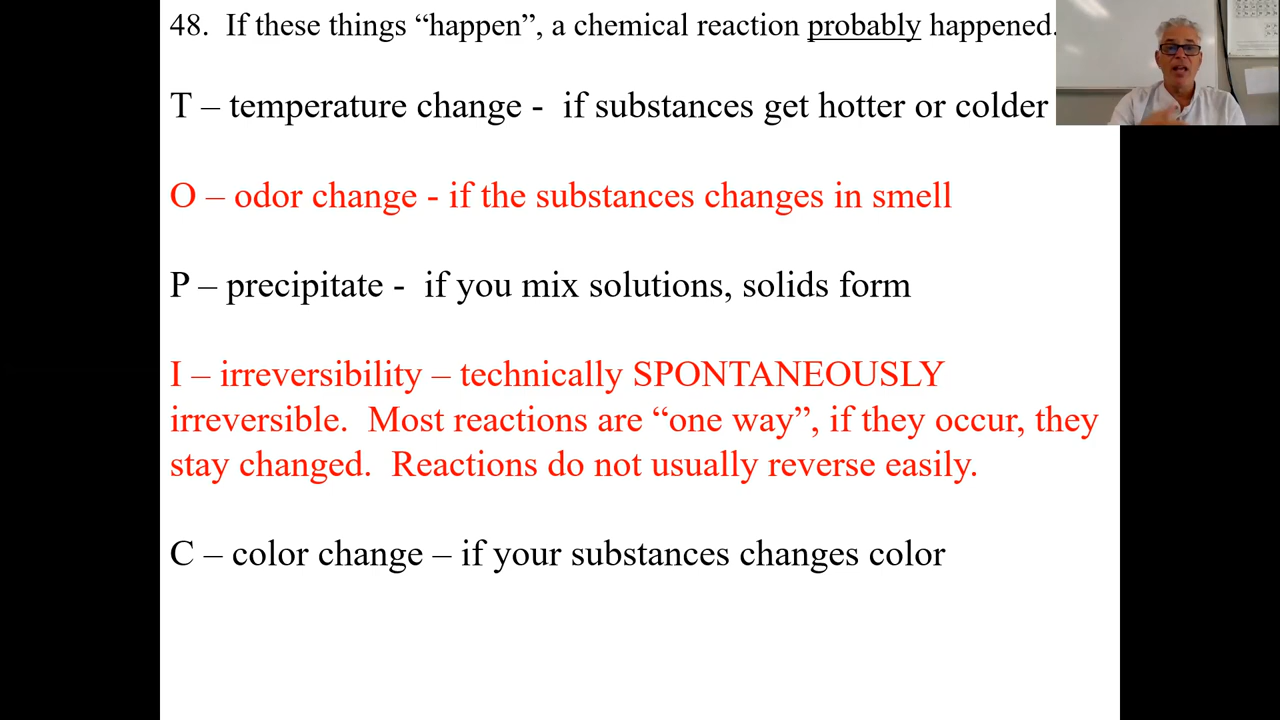 48.  If these things “happen”, a chemical reaction probably happened.
T – temperature change -  if substances get hotter or colder
O – odor change - if the substances changes in smell
P – precipitate -  if you mix solutions, solids form
I – irreversibility – technically SPONTANEOUSLY
irreversible.  Most reactions are “one way”, if they occur, they
stay changed.  Reactions do not usually reverse easily.
C – color change – if your substances changes color